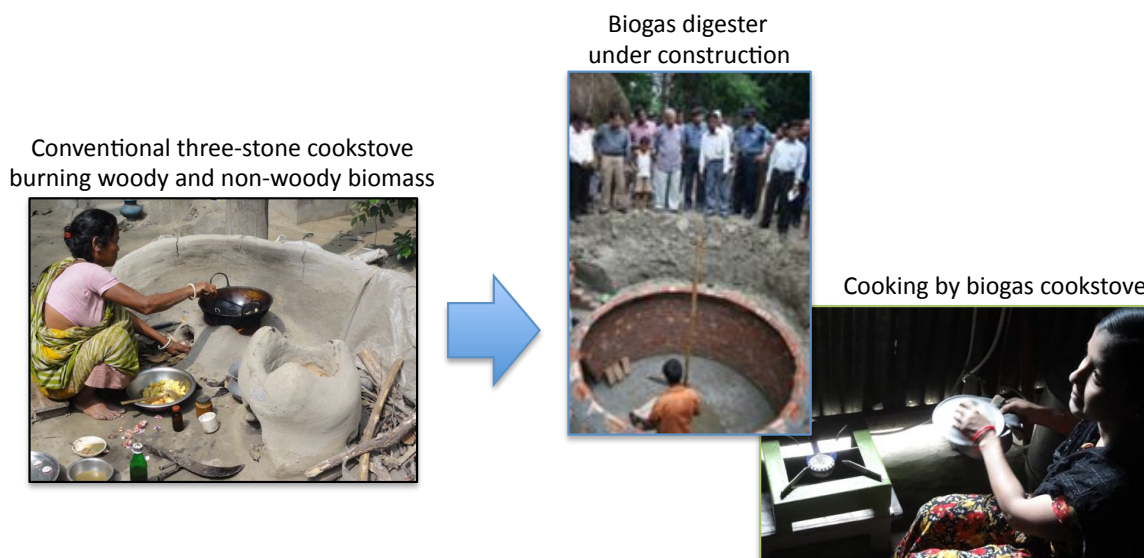 Conventional three-stone cookstove
burning woody and non-woody biomass
Biogas digester
under construction
Cooking by biogas cookstove